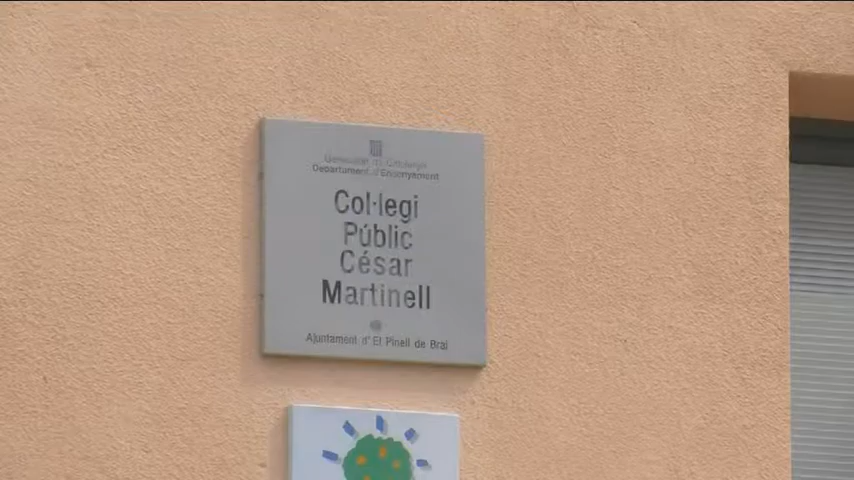 Generalitat de Catalunya
Departament d'Ensenyament
Col·legi
Públic
César
Martinell
Ajuntament d'El Pinell de Brai